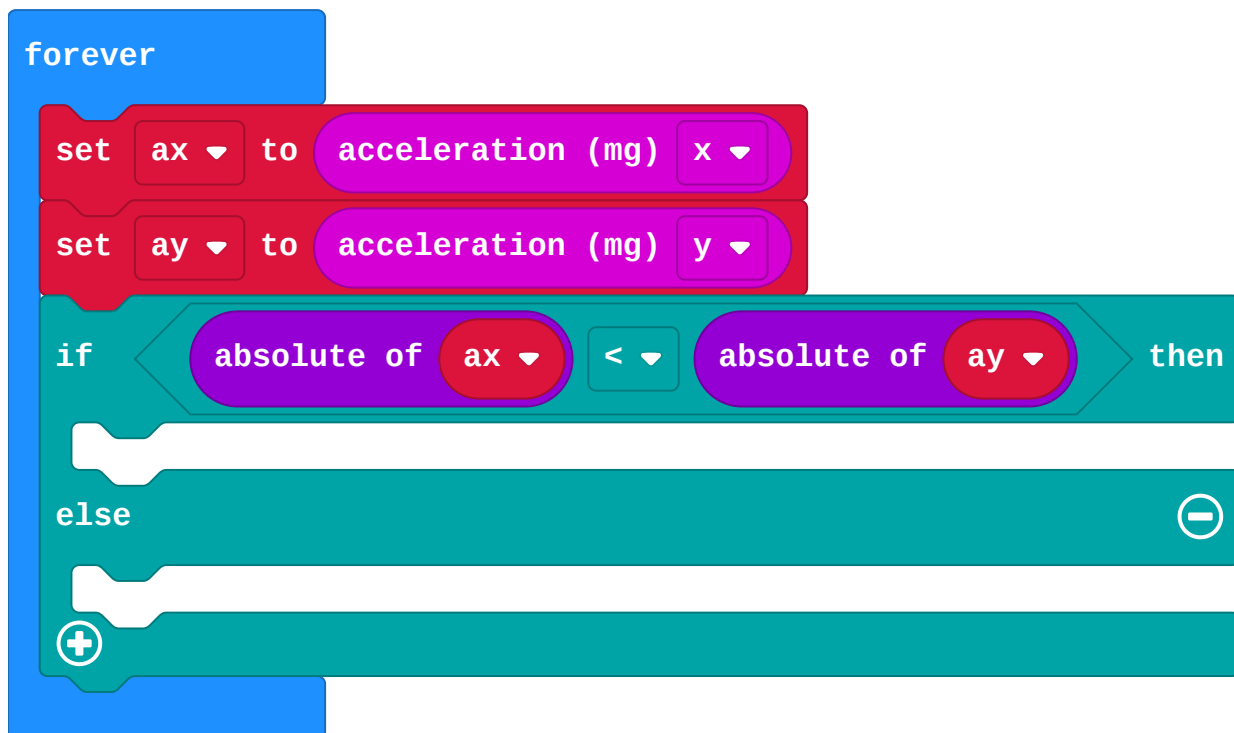 forever
set ax to acceleration (mg) x
set ay to acceleration (mg) y
if absolute of ax < absolute of ay then
else